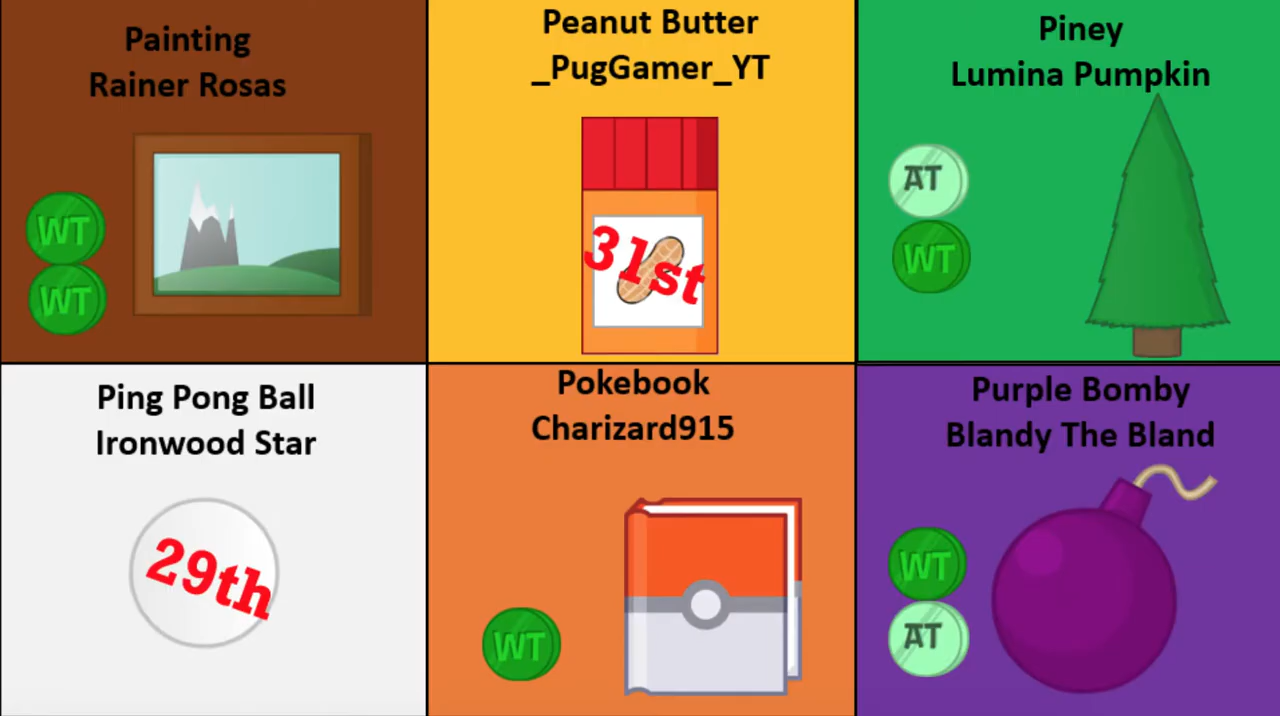 Painting
Rainer Rosas
WT
WT
Peanut Butter
_PugGamer_YT
31st
Piney
Lumina Pumpkin
AT
WT
Ping Pong Ball
Ironwood Star
29th
Pokebook
Charizard915
WT
Purple Bomby
Blandy The Bland
WT
AT